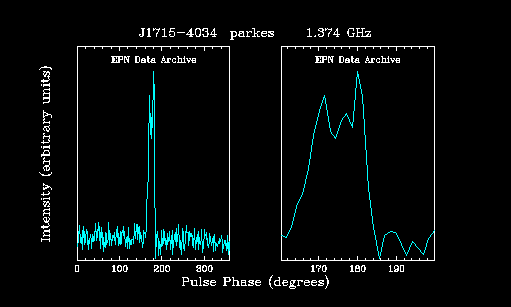 J1715-4034 parkes 1.374 GHz
EPN Data Archive EPN Data Archive
Intensity (arbitrary units)
0 100 200 300 170 180 190
Pulse Phase (degrees)